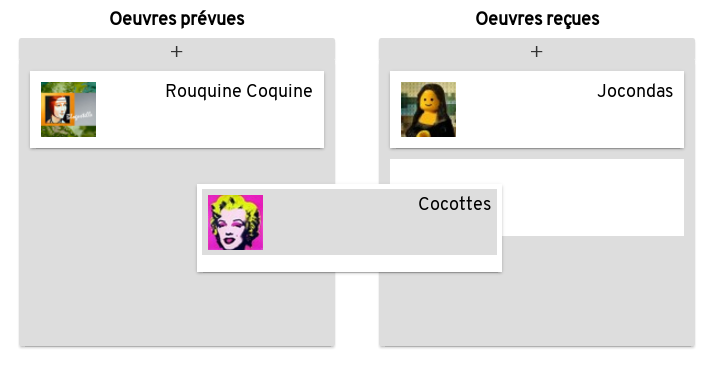 Oeuvres prévues
Oeuvres reçues
+
+
Rouquine Coquine
Jocondas
Cocottes